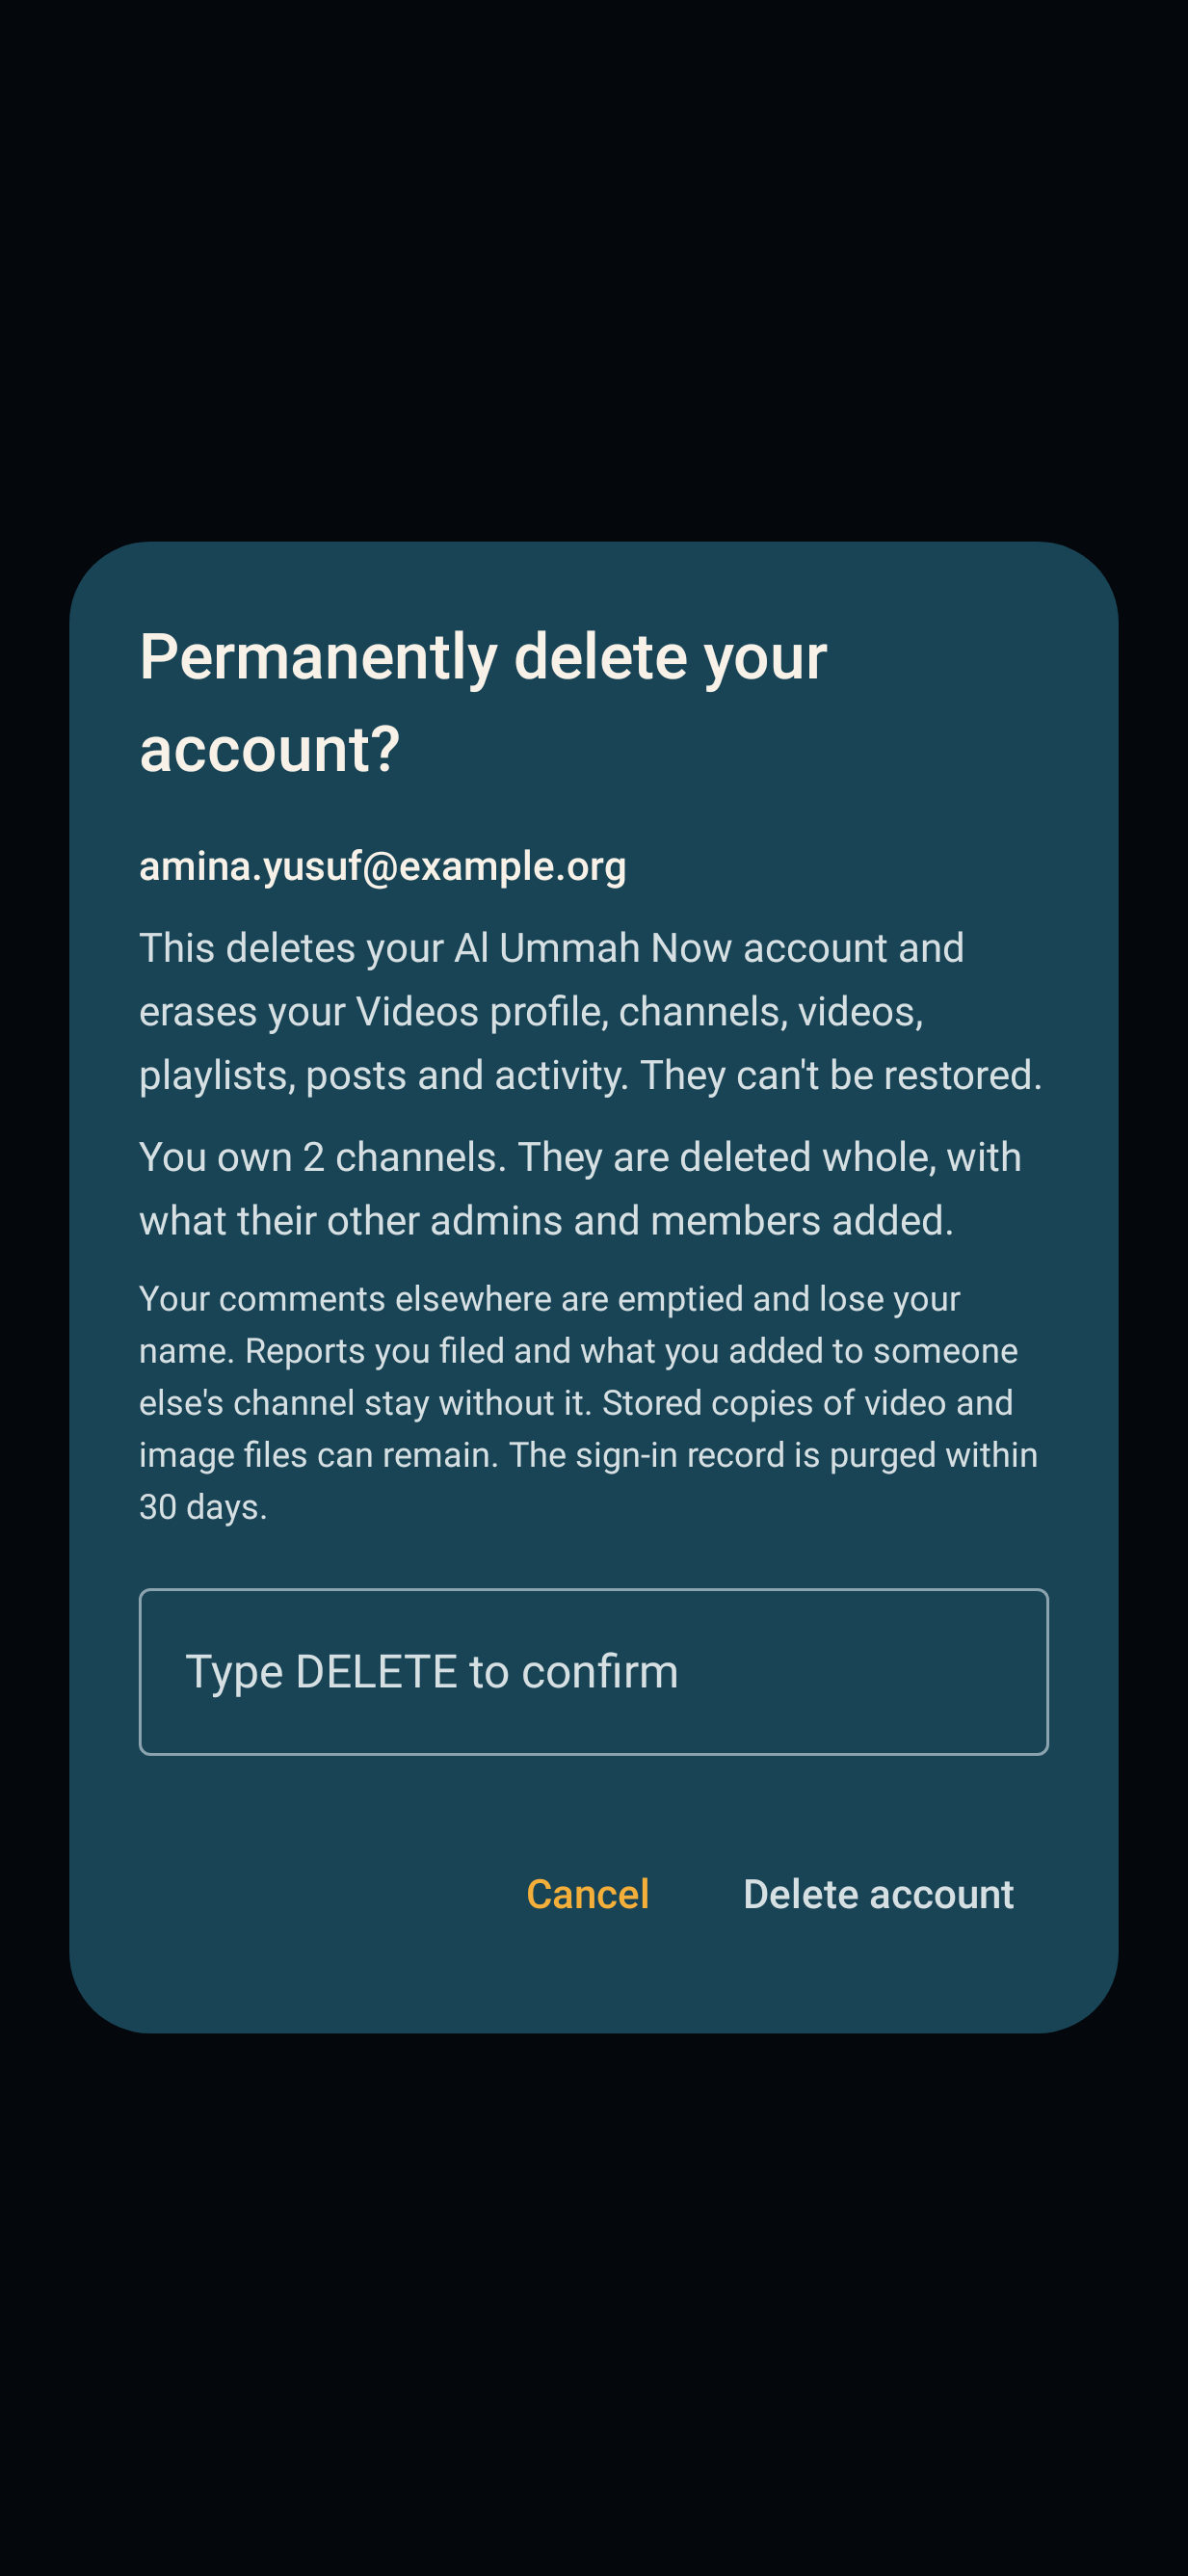 Permanently delete your
account?
amina.yusuf@example.org
This deletes your Al Ummah Now account and
erases your Videos profile, channels, videos,
playlists, posts and activity. They can't be restored.
You own 2 channels. They are deleted whole, with
what their other admins and members added.
Your comments elsewhere are emptied and lose your
name. Reports you filed and what you added to someone
else's channel stay without it. Stored copies of video and
image files can remain. The sign-in record is purged within
30 days.
Type DELETE to confirm
Cancel Delete account